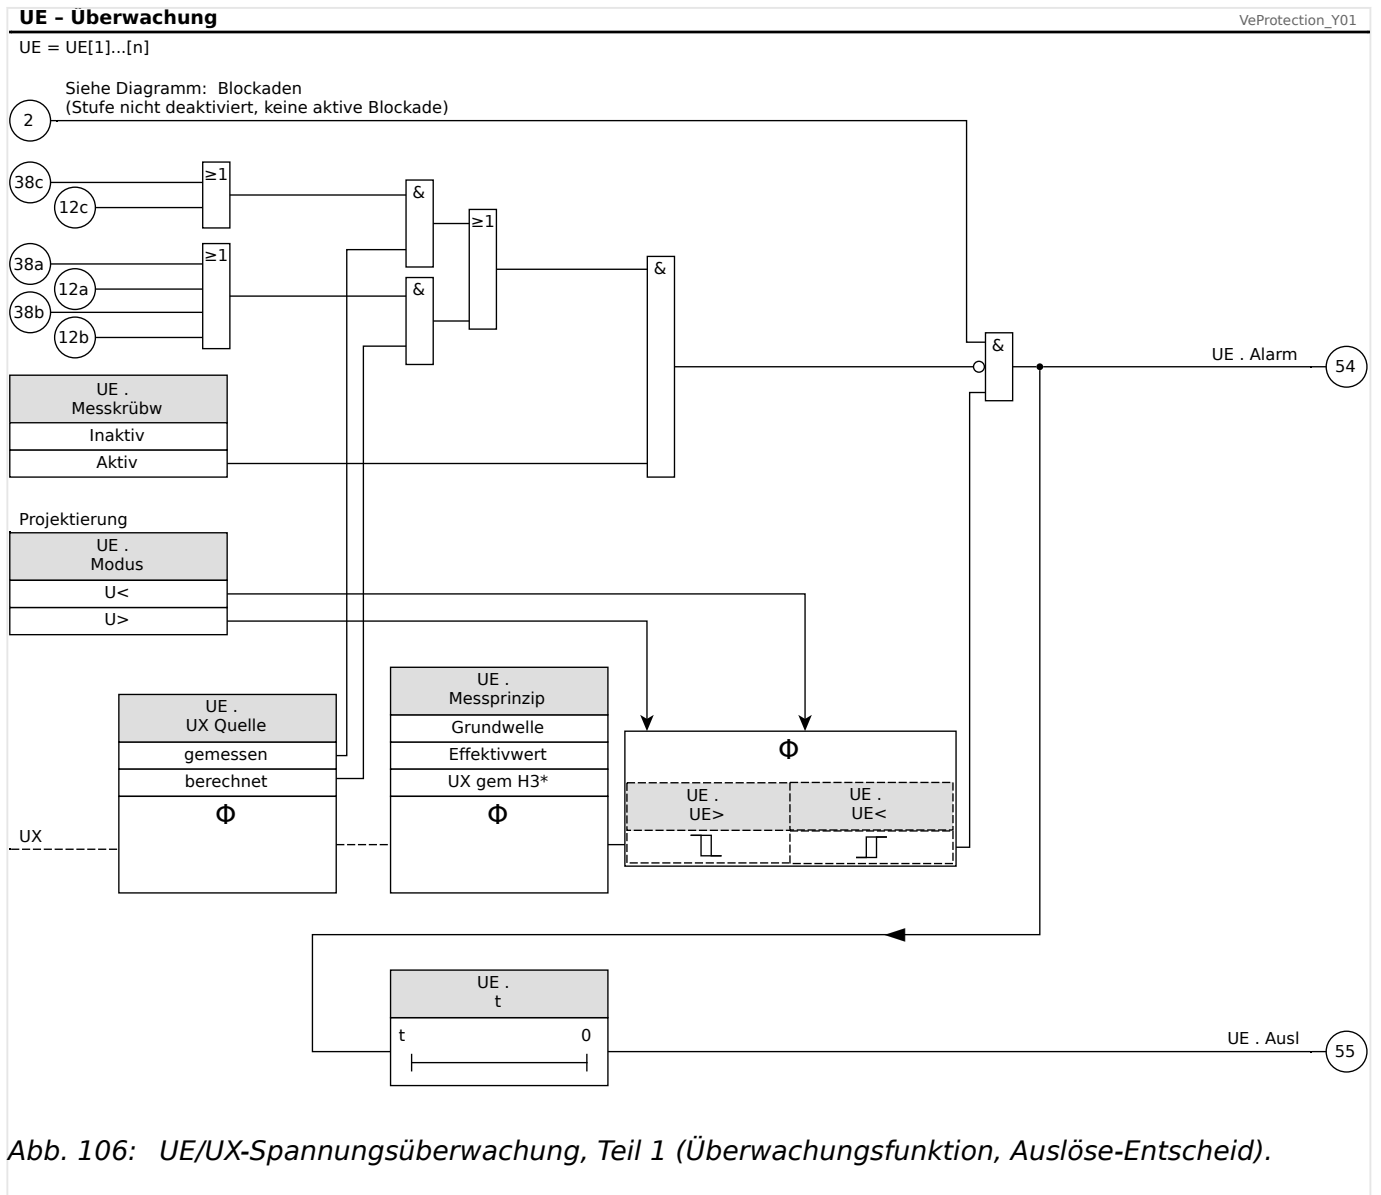 UE – Überwachung
VeProtection_Y01
UE = UE[1]...[n]
Siehe Diagramm: Blockaden
(Stufe nicht deaktiviert, keine aktive Blockade)
2
38c
≥1
12c
&
≥1
38a
≥1
12a
38b
12b
&
&
&
UE . Alarm
54
UE .
Messkrübw
Inaktiv
Aktiv
Projektierung
UE .
Modus
U<
U>
UE .
UX Quelle
gemessen
berechnet
Φ
UX
UE .
Messprinzip
Grundwelle
Effektivwert
UX gem H3*
Φ
Φ
UE .
UE>
UE .
UE<
UE .
t
t
0
UE . Ausl
55
Abb. 106: UE/UX-Spannungsüberwachung, Teil 1 (Überwachungsfunktion, Auslöse-Entscheid).